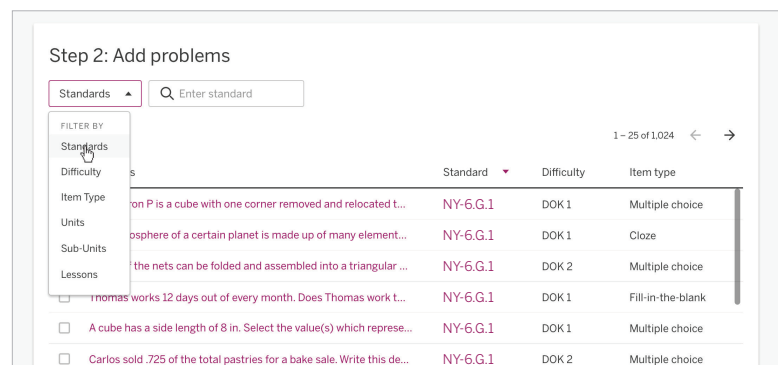 Step 2: Add problems
Standards Enter standard
FILTER BY
1 – 25 of 1,024
Standards
Difficulty s Standard Difficulty Item type
Item Type ron P is a cube with one corner removed and relocated t... NY-6.G.1 DOK 1 Multiple choice
Units
osphere of a certain planet is made up of many element... NY-6.G.1 DOK 1 Cloze
Sub-Units
f the nets can be folded and assembled into a triangular ... NY-6.G.1 DOK 2 Multiple choice
Lessons
Thomas works 12 days out of every month. Does Thomas work t... NY-6.G.1 DOK 1 Fill-in-the-blank
A cube has a side length of 8 in. Select the value(s) which represe... NY-6.G.1 DOK 1 Multiple choice
Carlos sold .725 of the total pastries for a bake sale. Write this de... NY-6.G.1 DOK 2 Multiple choice